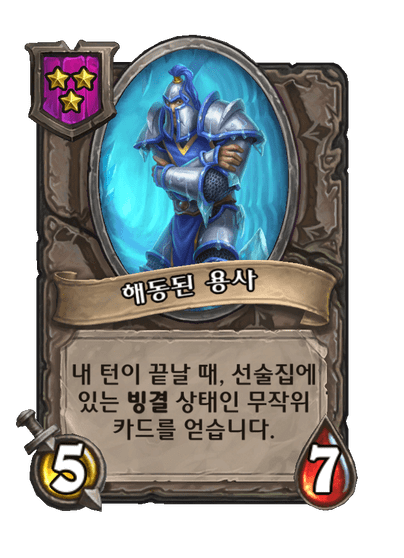 해동된 용사
내 턴이 끝날 때, 선술집에
있는 빙결 상태인 무작위
카드를 얻습니다.
5
7